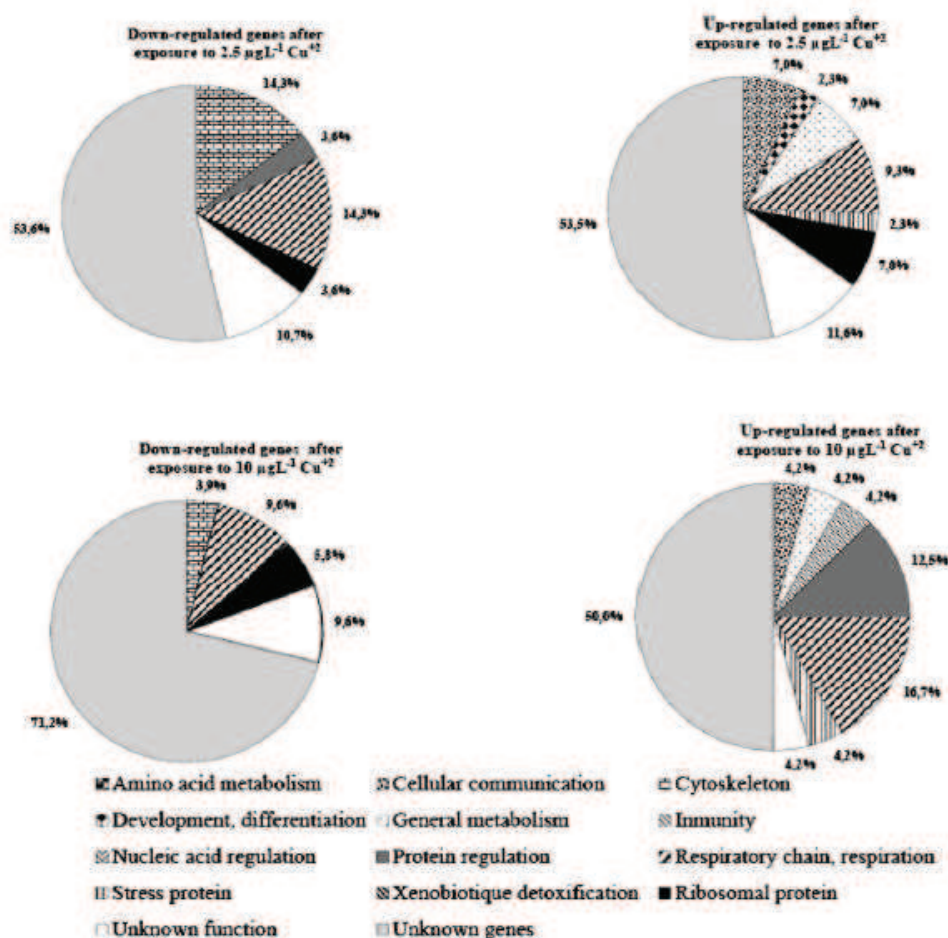 Down-regulated genes after
exposure to 2.5 µgL⁻¹ Cu⁺²
14,3%
3,6%
14,3%
3,6%
10,7%
53,6%
Up-regulated genes after
exposure to 2.5 µgL⁻¹ Cu⁺²
7,0%
2,3%
7,0%
9,3%
2,3%
7,0%
11,6%
53,5%
Down-regulated genes after
exposure to 10 µgL⁻¹ Cu⁺²
3,9%
9,6%
5,8%
9,6%
71,2%
Up-regulated genes after
exposure to 10 µgL⁻¹ Cu⁺²
4,2%
4,2%
4,2%
12,5%
16,7%
4,2%
4,2%
50,0%
Amino acid metabolism Cellular communication Cytoskeleton
Development, differentiation General metabolism Inmunity
Nucleic acid regulation Protein regulation Respiratory chain, respiration
Stress protein Xenobiotique detoxification Ribosomal protein
Unknown function Unknown genes